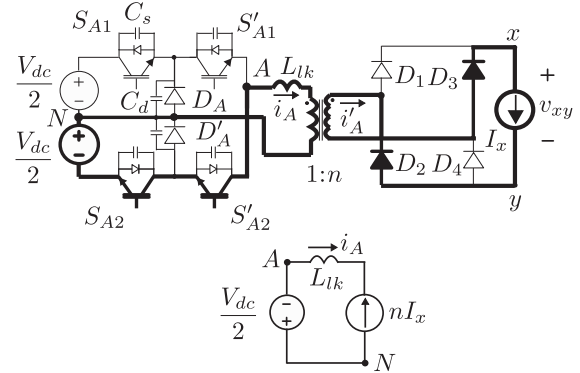 S_{A1} C_s S'_{A1}
x
V_{dc}/2 A L_{lk} D_1 D_3 +
C_d D_A i_A i'_A v_{xy}
N + − D'_A I_x −
V_{dc}/2 D_2 D_4
1:n
S_{A2} S'_{A2} y
i_A
A L_{lk}
V_{dc}/2 − + nI_x
N